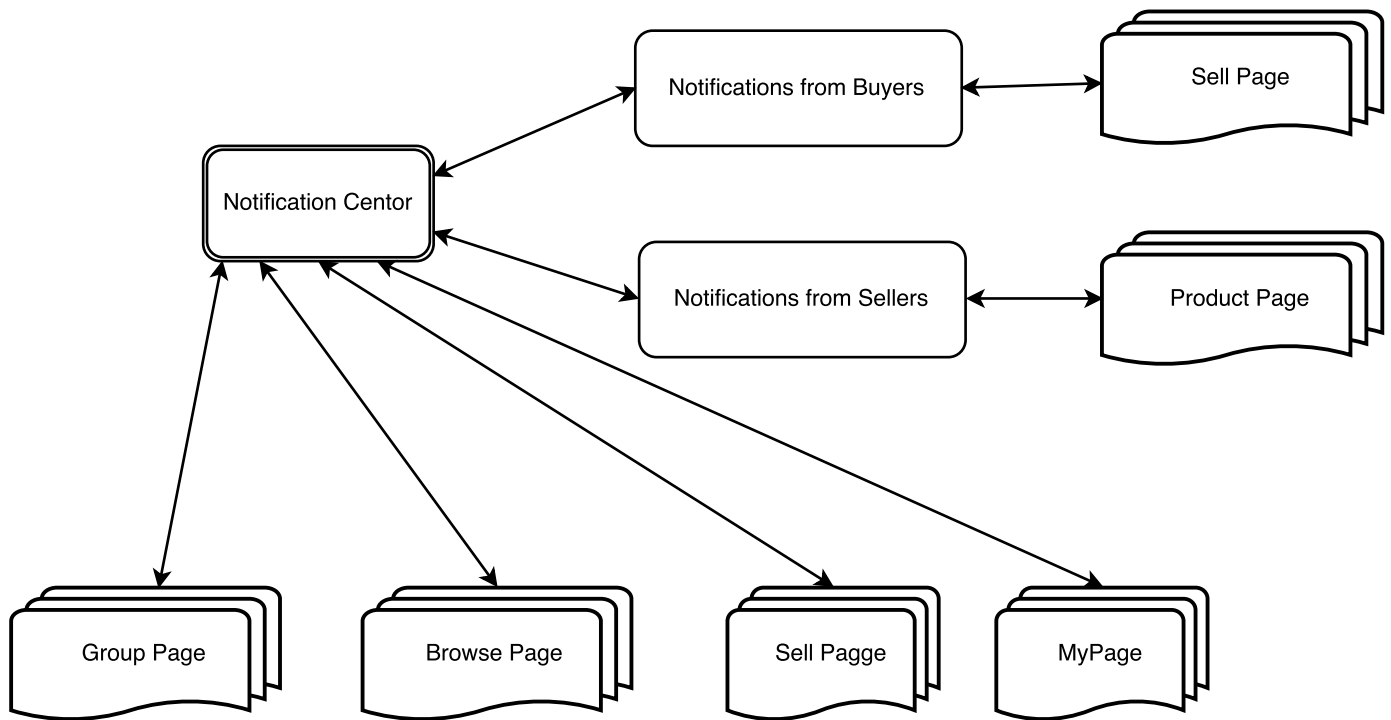 Notifications from Buyers
Sell Page
Notification Centor
Notifications from Sellers
Product Page
Group Page
Browse Page
Sell Pagge
MyPage